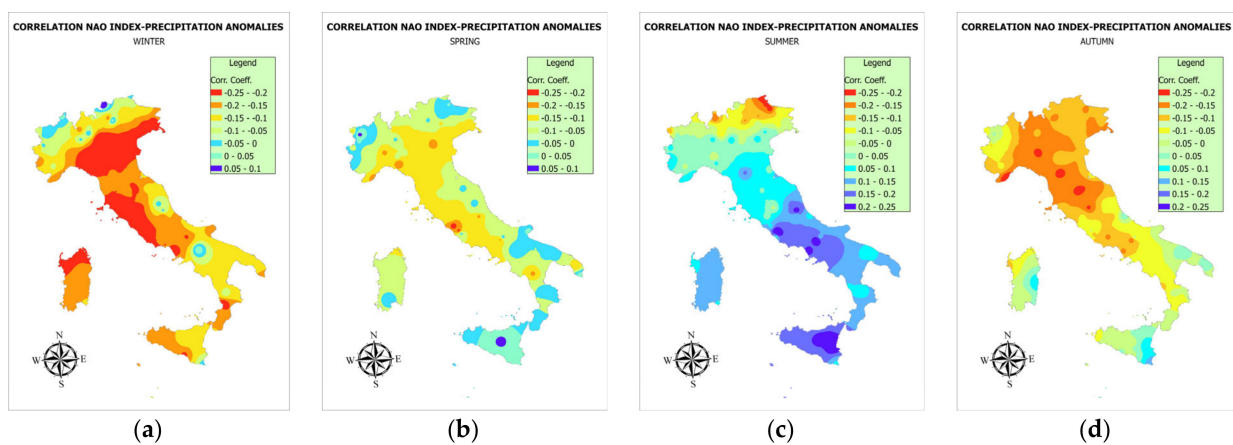 CORRELATION NAO INDEX-PRECIPITATION ANOMALIES
WINTER
Legend
Corr. Coeff.
-0.25 - -0.2
-0.2 - -0.15
-0.15 - -0.1
-0.1 - -0.05
-0.05 - 0
0 - 0.05
0.05 - 0.1
N
W
E
S
(a)
CORRELATION NAO INDEX-PRECIPITATION ANOMALIES
SPRING
Legend
Corr. Coeff.
-0.25 - -0.2
-0.2 - -0.15
-0.15 - -0.1
-0.1 - -0.05
-0.05 - 0
0 - 0.05
0.05 - 0.1
N
W
E
S
(b)
CORRELATION NAO INDEX-PRECIPITATION ANOMALIES
SUMMER
Legend
Corr. Coeff.
-0.25 - -0.2
-0.2 - -0.15
-0.15 - -0.1
-0.1 - -0.05
-0.05 - 0
0 - 0.05
0.05 - 0.1
0.1 - 0.15
0.15 - 0.2
0.2 - 0.25
N
W
E
S
(c)
CORRELATION NAO INDEX-PRECIPITATION ANOMALIES
AUTUMN
Legend
Corr. Coeff.
-0.25 - -0.2
-0.2 - -0.15
-0.15 - -0.1
-0.1 - -0.05
-0.05 - 0
0 - 0.05
0.05 - 0.1
0.1 - 0.15
0.15 - 0.2
0.2 - 0.25
N
W
E
S
(d)